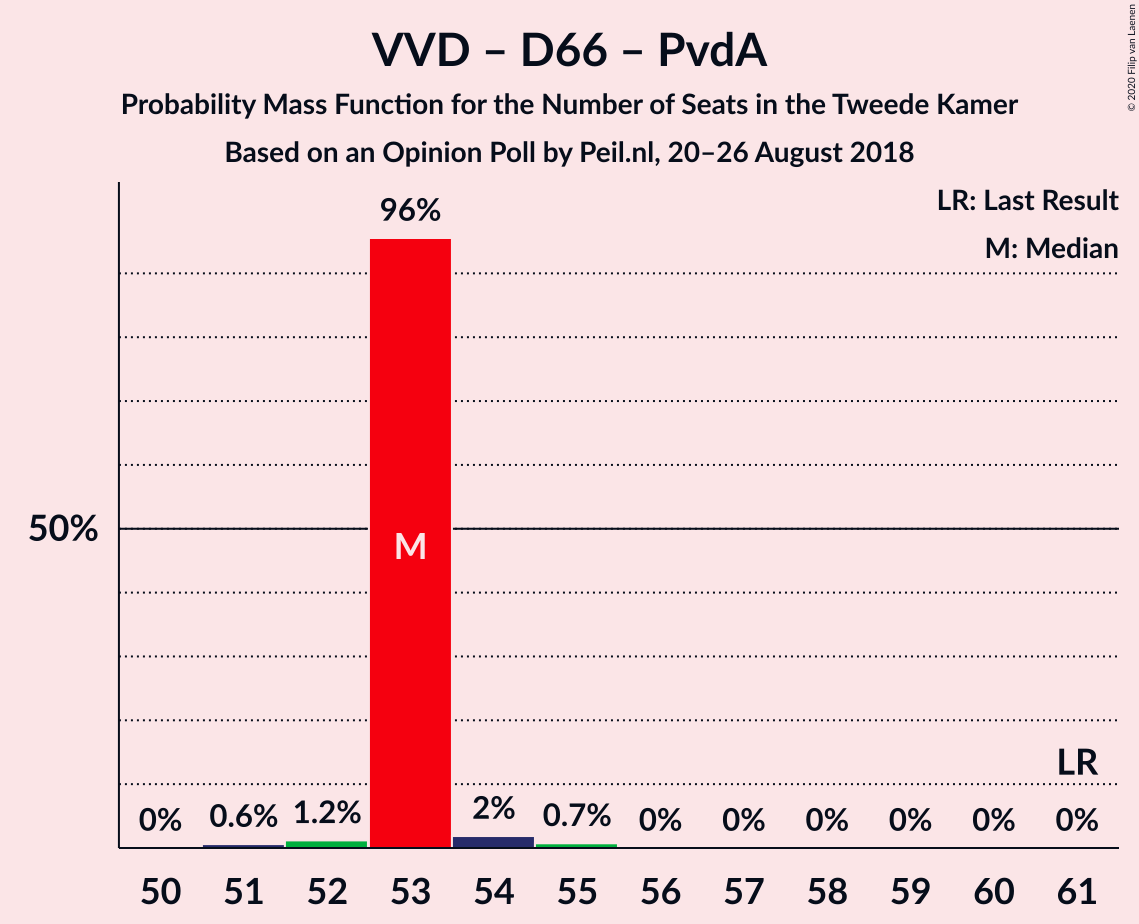 VVD – D66 – PvdA
Probability Mass Function for the Number of Seats in the Tweede Kamer
Based on an Opinion Poll by Peil.nl, 20–26 August 2018
© 2020 Filip van Laenen
LR: Last Result
M: Median
96%
50%
M
LR
0% 0.6% 1.2% 2% 0.7% 0% 0% 0% 0% 0% 0%
50 51 52 53 54 55 56 57 58 59 60 61